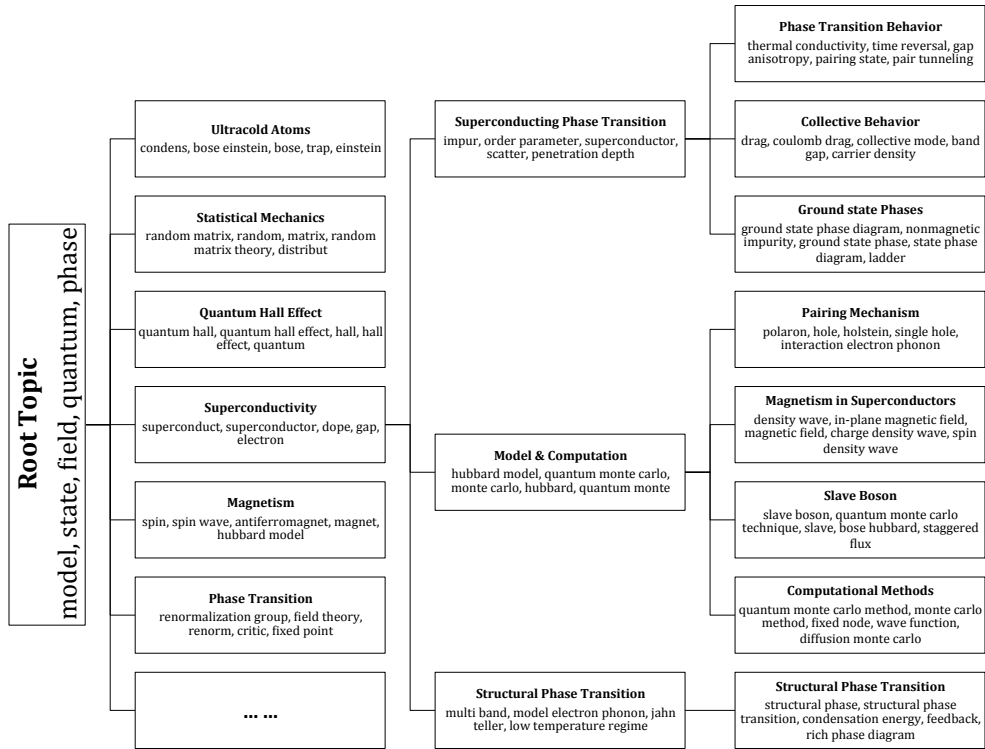 Root Topic
model, state, field, quantum, phase
Ultracold Atoms
condens, bose einstein, bose, trap, einstein
Statistical Mechanics
random matrix, random, matrix, random
matrix theory, distribut
Quantum Hall Effect
quantum hall, quantum hall effect, hall, hall
effect, quantum
Superconductivity
superconduct, superconductor, dope, gap,
electron
Magnetism
spin, spin wave, antiferromagnet, magnet,
hubbard model
Phase Transition
renormalization group, field theory,
renorm, critic, fixed point
... ...
Superconducting Phase Transition
impur, order parameter, superconductor,
scatter, penetration depth
Model & Computation
hubbard model, quantum monte carlo,
monte carlo, hubbard, quantum monte
Structural Phase Transition
multi band, model electron phonon, jahn
teller, low temperature regime
Phase Transition Behavior
thermal conductivity, time reversal, gap
anisotropy, pairing state, pair tunneling
Collective Behavior
drag, coulomb drag, collective mode, band
gap, carrier density
Ground state Phases
ground state phase diagram, nonmagnetic
impurity, ground state phase, state phase
diagram, ladder
Pairing Mechanism
polaron, hole, holstein, single hole,
interaction electron phonon
Magnetism in Superconductors
density wave, in-plane magnetic field,
magnetic field, charge density wave, spin
density wave
Slave Boson
slave boson, quantum monte carlo
technique, slave, bose hubbard, staggered
flux
Computational Methods
quantum monte carlo method, monte carlo
method, fixed node, wave function,
diffusion monte carlo
Structural Phase Transition
structural phase, structural phase
transition, condensation energy, feedback,
rich phase diagram